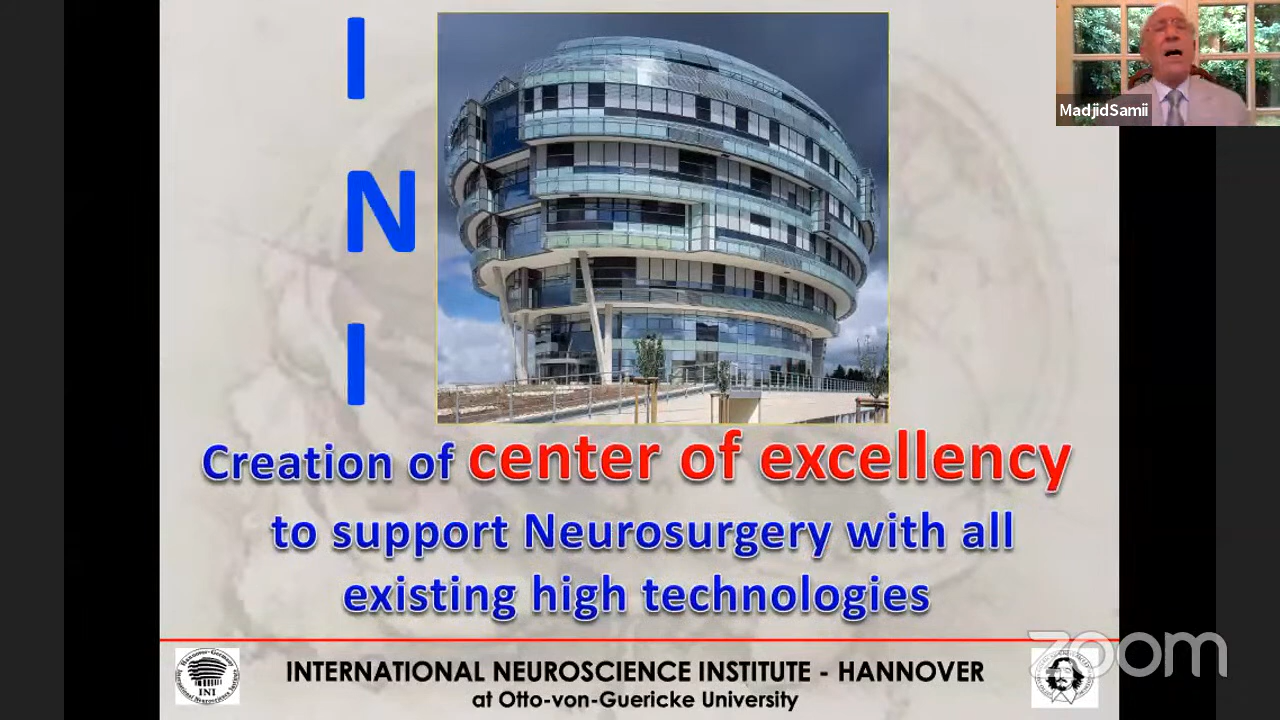 I
N
I
MadjidSamii
Creation of center of excellency
to support Neurosurgery with all
existing high technologies
INTERNATIONAL NEUROSCIENCE INSTITUTE - HANNOVER
at Otto-von-Guericke University
INI
zoom